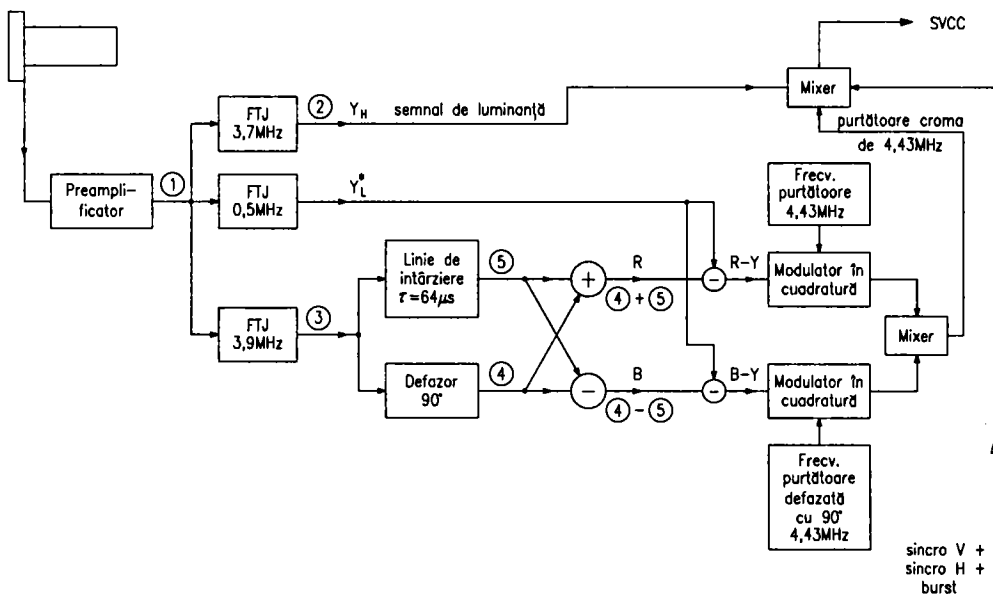 SVCC
Mixer
FTJ
3,7MHz
②
Y_H
semnal de luminanță
purtătoare croma
de 4,43MHz
Preampli-
ficator
①
FTJ
0,5MHz
Y_L*
Frecv.
purtătoare
4,43MHz
Linie de
intârziere
τ=64μs
⑤
+
R
④ + ⑤
−
R-Y
Modulator în
cuadratură
FTJ
3,9MHz
③
Mixer
Defazor
90°
④
−
B
④ − ⑤
−
B-Y
Modulator în
cuadratură
Frecv.
purtătoare
defazată
cu 90°
4,43MHz
sincro V +
sincro H +
burst